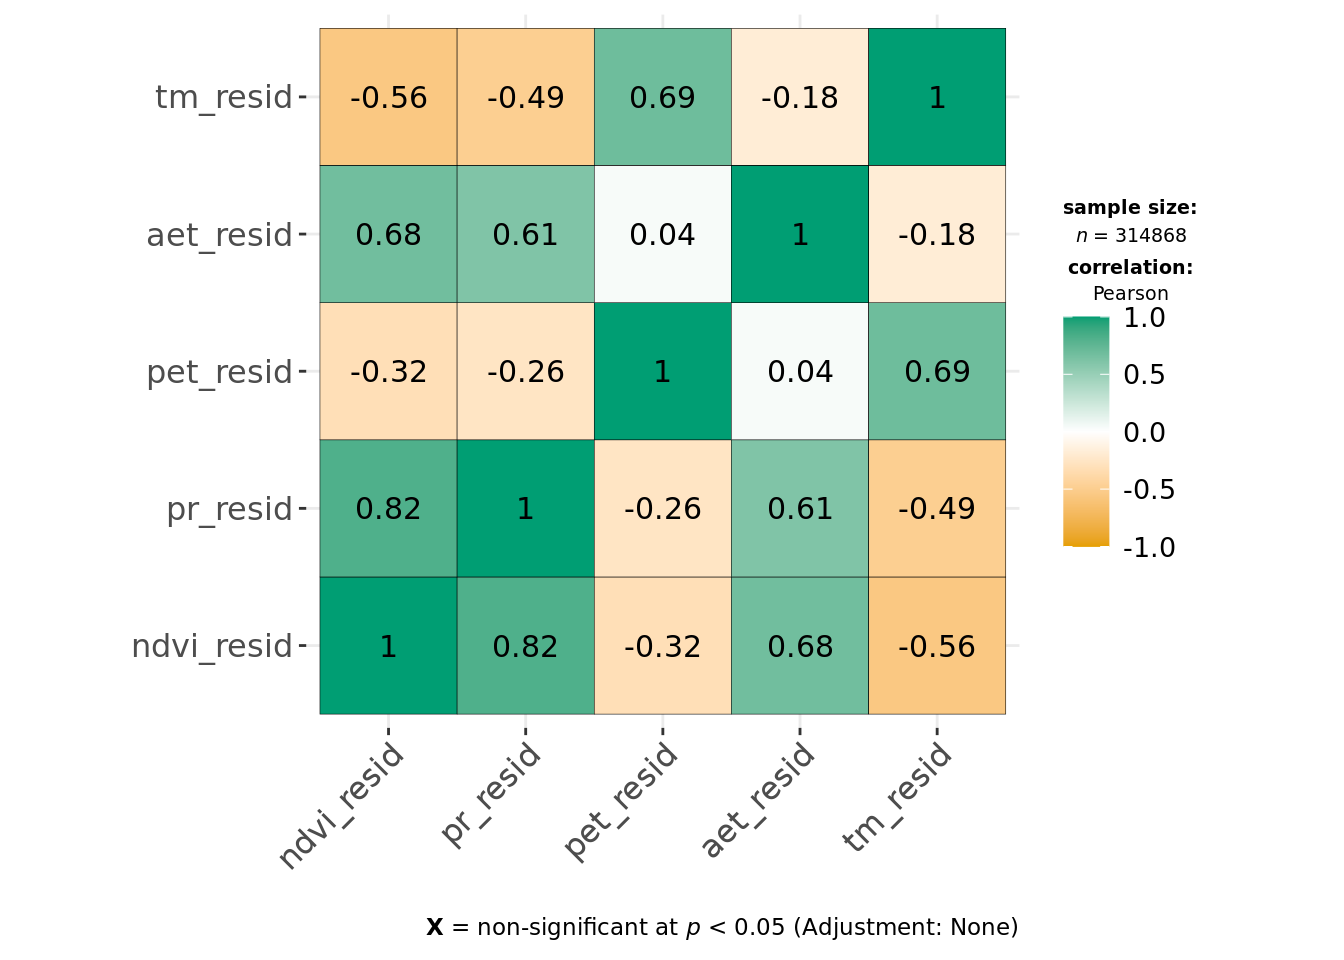 tm_resid -0.56 -0.49 0.69 -0.18 1
aet_resid 0.68 0.61 0.04 1 -0.18
pet_resid -0.32 -0.26 1 0.04 0.69
pr_resid 0.82 1 -0.26 0.61 -0.49
ndvi_resid 1 0.82 -0.32 0.68 -0.56
ndvi_resid pr_resid pet_resid aet_resid tm_resid
sample size:
n = 314868
correlation:
Pearson
1.0
0.5
0.0
-0.5
-1.0
X = non-significant at p < 0.05 (Adjustment: None)